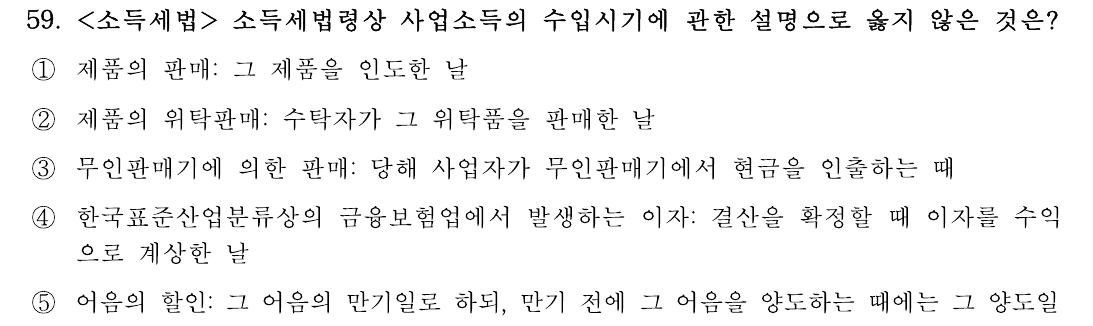 59. <소득세법> 소득세법령상 사업소득의 수입시기에 관한 설명으로 옳지 않은 것은?
① 제품의 판매: 그 제품을 인도한 날
② 제품의 위탁판매: 수탁자가 그 위탁품을 판매한 날
③ 무인판매기에 의한 판매: 당해 사업자가 무인판매기에서 현금을 인출하는 때
④ 한국표준산업분류상의 금융보험업에서 발생하는 이자: 결산을 확정할 때 이자를 수익
으로 계상한 날
⑤ 어음의 할인: 그 어음의 만기일로 하되, 만기 전에 그 어음을 양도하는 때에는 그 양도일